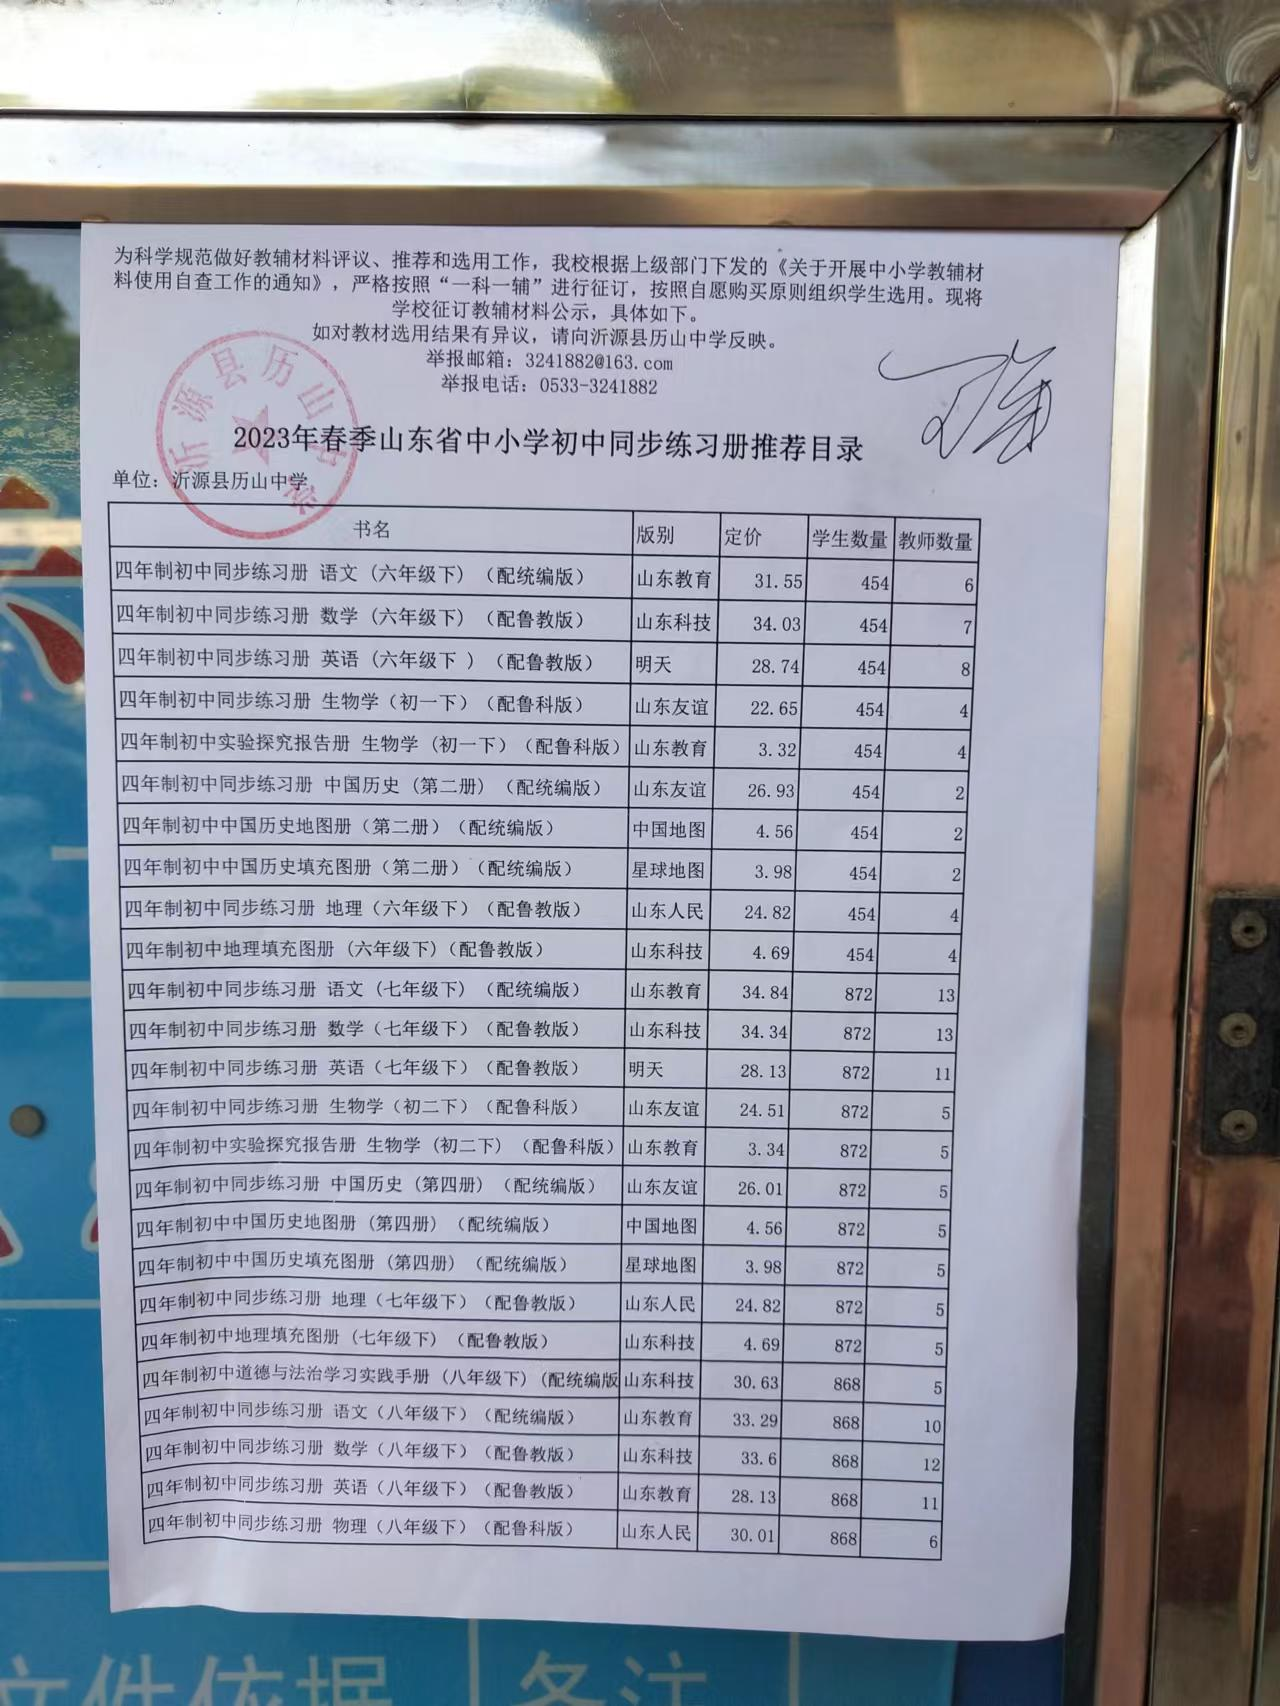 为科学规范做好教辅材料评议、推荐和选用工作，我校根据上级部门下发的《关于开展中小学教辅材
料使用自查工作的通知》，严格按照“一科一辅”进行征订，按照自愿购买原则组织学生选用。现将
学校征订教辅材料公示，具体如下。
如对教材选用结果有异议，请向沂源县历山中学反映。
举报邮箱：3241882@163.com
举报电话：0533-3241882
沂源县历山中学
2023年春季山东省中小学初中同步练习册推荐目录
单位：沂源县历山中学
书名 版别 定价 学生数量 教师数量
四年制初中同步练习册 语文（六年级下）（配统编版） 山东教育 31.55 454 6
四年制初中同步练习册 数学（六年级下）（配鲁教版） 山东科技 34.03 454 7
四年制初中同步练习册 英语（六年级下 ）（配鲁教版） 明天 28.74 454 8
四年制初中同步练习册 生物学（初一下）（配鲁科版） 山东友谊 22.65 454 4
四年制初中实验探究报告册 生物学（初一下）（配鲁科版） 山东教育 3.32 454 4
四年制初中同步练习册 中国历史（第二册）（配统编版） 山东友谊 26.93 454 2
四年制初中中国历史地图册（第二册）（配统编版） 中国地图 4.56 454 2
四年制初中中国历史填充图册（第二册）（配统编版） 星球地图 3.98 454 2
四年制初中同步练习册 地理（六年级下）（配鲁教版） 山东人民 24.82 454 4
四年制初中地理填充图册（六年级下）（配鲁教版） 山东科技 4.69 454 4
四年制初中同步练习册 语文（七年级下）（配统编版） 山东教育 34.84 872 13
四年制初中同步练习册 数学（七年级下）（配鲁教版） 山东科技 34.34 872 13
四年制初中同步练习册 英语（七年级下）（配鲁教版） 明天 28.13 872 11
四年制初中同步练习册 生物学（初二下）（配鲁科版） 山东友谊 24.51 872 5
四年制初中实验探究报告册 生物学（初二下）（配鲁科版） 山东教育 3.34 872 5
四年制初中同步练习册 中国历史（第四册）（配统编版） 山东友谊 26.01 872 5
四年制初中中国历史地图册（第四册）（配统编版） 中国地图 4.56 872 5
四年制初中中国历史填充图册（第四册）（配统编版） 星球地图 3.98 872 5
四年制初中同步练习册 地理（七年级下）（配鲁教版） 山东人民 24.82 872 5
四年制初中地理填充图册（七年级下）（配鲁教版） 山东科技 4.69 872 5
四年制初中道德与法治学习实践手册（八年级下）（配统编版 山东科技 30.63 868 5
四年制初中同步练习册 语文（八年级下）（配统编版） 山东教育 33.29 868 10
四年制初中同步练习册 数学（八年级下）（配鲁教版） 山东科技 33.6 868 12
四年制初中同步练习册 英语（八年级下）（配鲁教版） 山东教育 28.13 868 11
四年制初中同步练习册 物理（八年级下）（配鲁科版） 山东人民 30.01 868 6
文件依据 备注